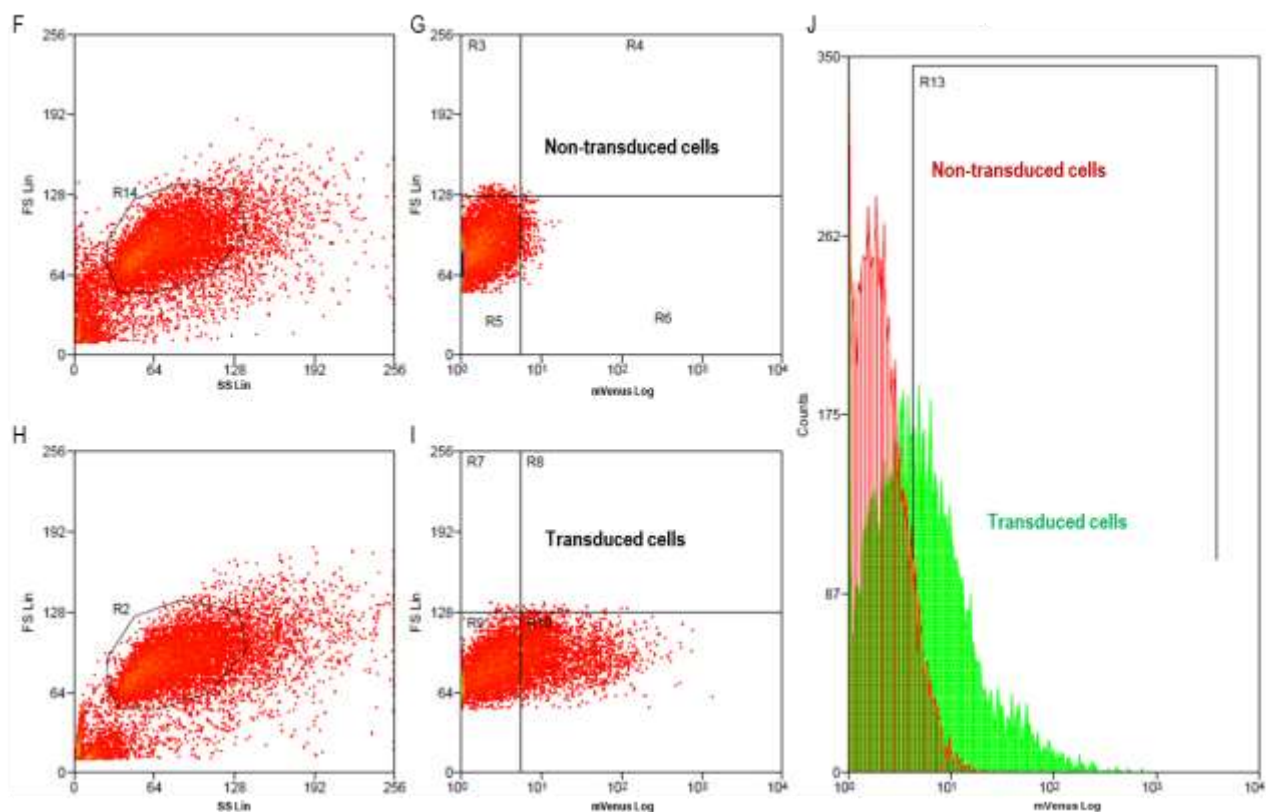 F
256
192
128
64
0
FS Lin
R14
0
64
128
192
256
SS Lin
G
256
192
128
64
0
FS Lin
R3
R4
Non-transduced cells
R5
R6
10⁰
10¹
10²
10³
10⁴
mVenus Log
H
256
192
128
64
0
FS Lin
R2
0
64
128
192
256
SS Lin
I
256
192
128
64
0
FS Lin
R7
R8
Transduced cells
R9
R10
10⁰
10¹
10²
10³
10⁴
mVenus Log
J
350
262
175
87
0
Counts
R13
Non-transduced cells
Transduced cells
10⁰
10¹
10²
10³
10⁴
mVenus Log